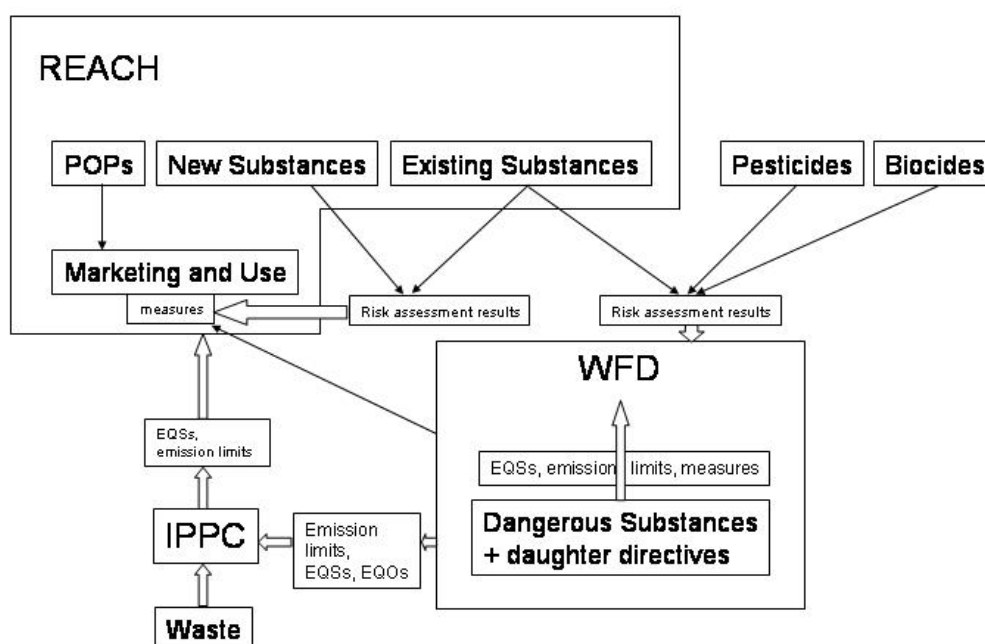 REACH
POPs
New Substances
Existing Substances
Pesticides
Biocides
Marketing and Use
measures
Risk assessment results
Risk assessment results
WFD
EQSs,
emission limits
EQSs, emission limits, measures
Dangerous Substances
+ daughter directives
IPPC
Emission
limits,
EQSs, EQOs
Waste